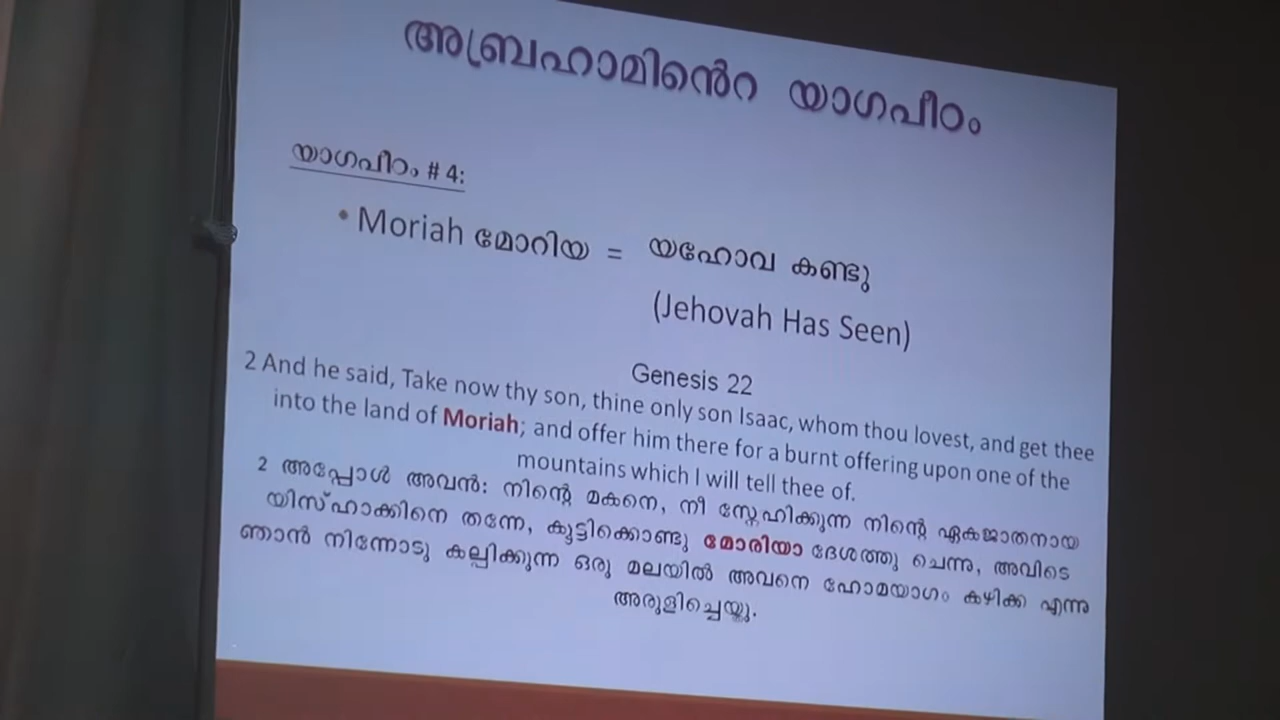 അബ്രഹാമിൻെറ യാഗപീഠം
യാഗപീഠം # 4:
• Moriah മോറിയ = യഹോവ കണ്ടു
(Jehovah Has Seen)
Genesis 22
2 And he said, Take now thy son, thine only son Isaac, whom thou lovest, and get thee
into the land of Moriah; and offer him there for a burnt offering upon one of the
mountains which I will tell thee of.
2 അപ്പോൾ അവൻ: നിന്റെ മകനെ, നീ സ്നേഹിക്കുന്ന നിന്റെ ഏകജാതനായ
യിസ്ഹാക്കിനെ തന്നേ, കൂട്ടിക്കൊണ്ടു മോരിയാ ദേശത്തു ചെന്നു, അവിടെ
ഞാൻ നിന്നോടു കല്പിക്കുന്ന ഒരു മലയിൽ അവനെ ഹോമയാഗം കഴിക്ക എന്നു
അരുളിച്ചെയ്തു.